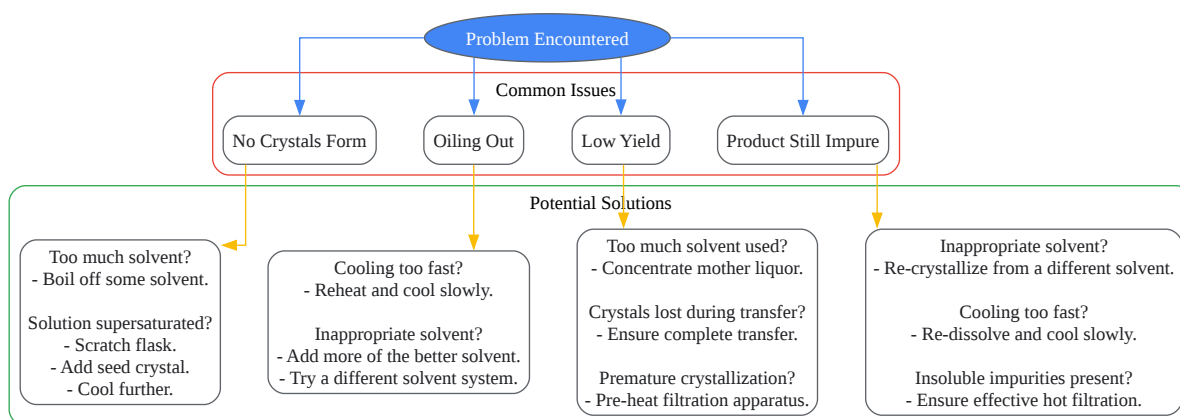 Problem Encountered
Common Issues
No Crystals Form
Oiling Out
Low Yield
Product Still Impure
Potential Solutions
Too much solvent?
- Boil off some solvent.
Solution supersaturated?
- Scratch flask.
- Add seed crystal.
- Cool further.
Cooling too fast?
- Reheat and cool slowly.
Inappropriate solvent?
- Add more of the better solvent.
- Try a different solvent system.
Too much solvent used?
- Concentrate mother liquor.
Crystals lost during transfer?
- Ensure complete transfer.
Premature crystallization?
- Pre-heat filtration apparatus.
Inappropriate solvent?
- Re-crystallize from a different solvent.
Cooling too fast?
- Re-dissolve and cool slowly.
Insoluble impurities present?
- Ensure effective hot filtration.